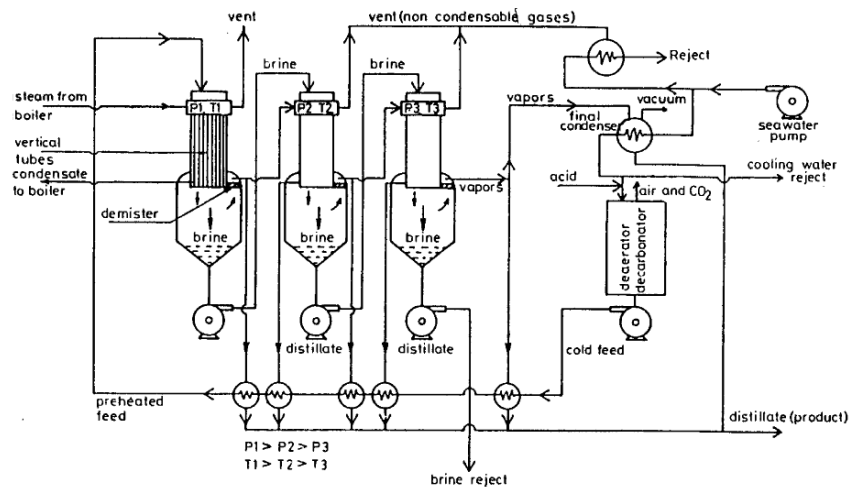 vent
vent (non condensable gases)
brine
brine
Reject
steam from
boiler
P1 T1
P2 T2
P3 T3
vapors
vacuum
final
condenser
seawater
pump
vertical
tubes
condensate
to boiler
vapors
cooling water
reject
acid
air and CO2
demister
brine
brine
brine
deaerator
decarbonator
distillate
distillate
cold feed
preheated
feed
distillate (product)
P1 > P2 > P3
T1 > T2 > T3
brine reject